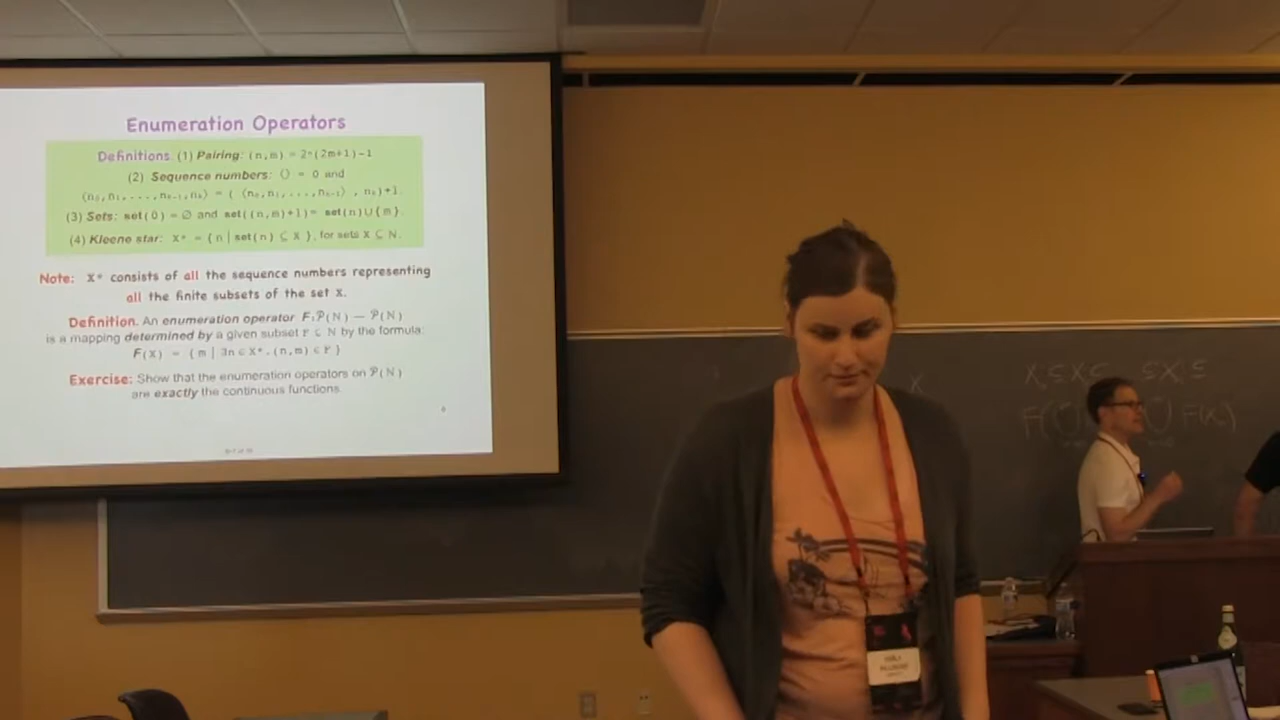 Enumeration Operators
Definitions. (1) Pairing: (n,m) = 2ⁿ(2m+1)-1
(2) Sequence numbers: ⟨⟩ = 0 and
⟨n₀,n₁,...,nₖ₋₁,nₖ⟩ = ( ⟨n₀,n₁,...,nₖ₋₁⟩ , nₖ)+1.
(3) Sets: set(0) = ∅ and set((n,m)+1)= set(n)∪{m}.
(4) Kleene star: X* = {n | set(n) ⊆ X }, for sets X ⊆ N.
Note: X* consists of all the sequence numbers representing
all the finite subsets of the set X.
Definition. An enumeration operator F:𝒫(N) → 𝒫(N)
is a mapping determined by a given subset F ⊆ N by the formula:
F(X) = {m | ∃n ∈ X*.(n,m) ∈ F }
Exercise: Show that the enumeration operators on 𝒫(N)
are exactly the continuous functions.